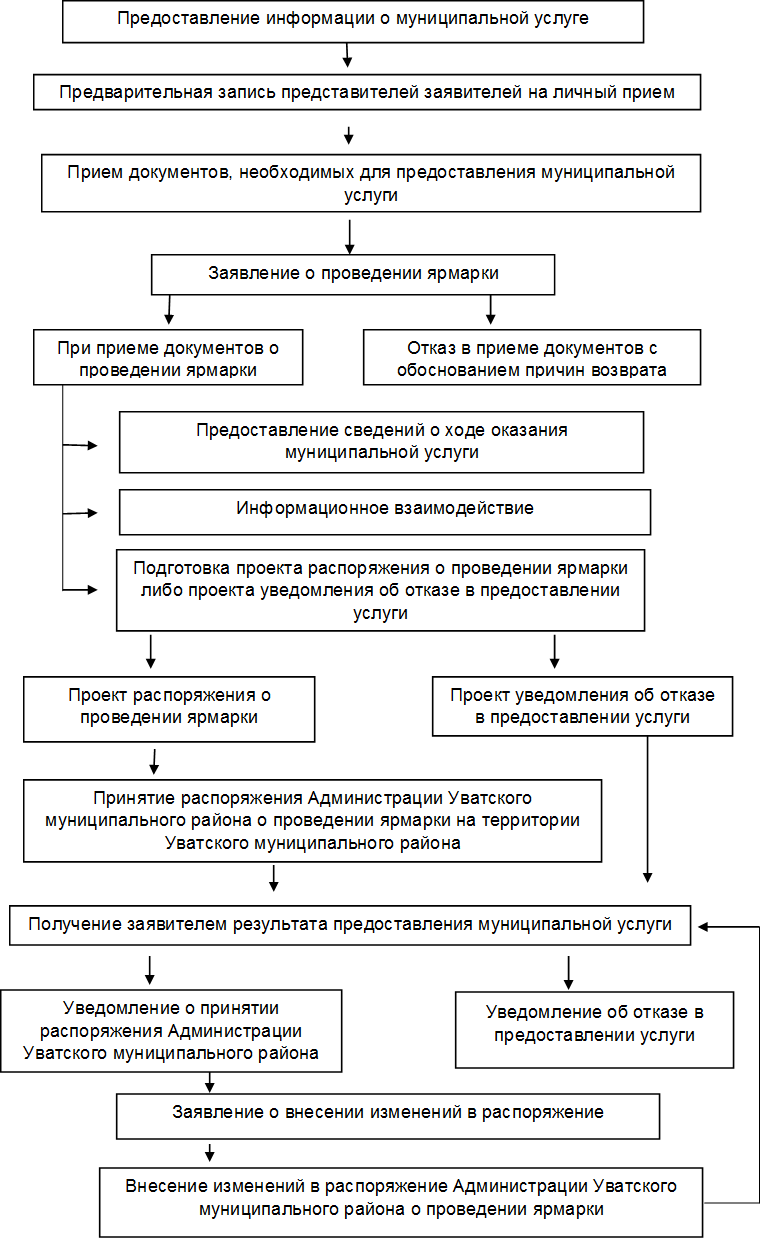 Предоставление информации о муниципальной услуге
Предварительная запись представителей заявителей на личный прием
Прием документов, необходимых для предоставления муниципальной
услуги
Заявление о проведении ярмарки
При приеме документов о
проведении ярмарки
Отказ в приеме документов с
обоснованием причин возврата
Предоставление сведений о ходе оказания
муниципальной услуги
Информационное взаимодействие
Подготовка проекта распоряжения о проведении ярмарки
либо проекта уведомления об отказе в предоставлении
услуги
Проект распоряжения о
проведении ярмарки
Проект уведомления об отказе
в предоставлении услуги
Принятие распоряжения Администрации Уватского
муниципального района о проведении ярмарки на территории
Уватского муниципального района
Получение заявителем результата предоставления муниципальной услуги
Уведомление о принятии
распоряжения Администрации
Уватского муниципального района
Уведомление об отказе в
предоставлении услуги
Заявление о внесении изменений в распоряжение
Внесение изменений в распоряжение Администрации Уватского
муниципального района о проведении ярмарки